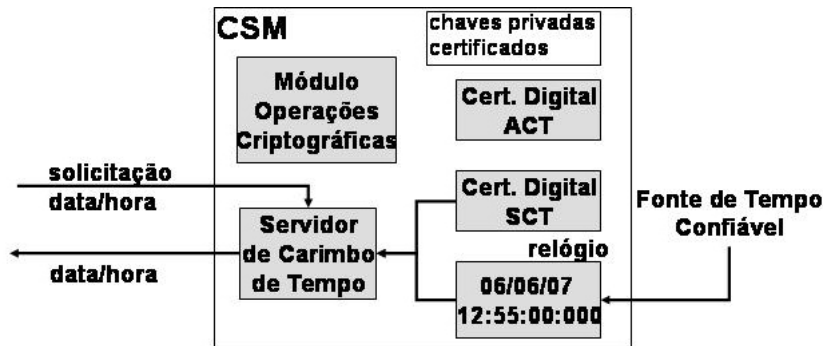 CSM
chaves privadas
certificados
Módulo
Operações
Criptográficas
Cert. Digital
ACT
solicitação
data/hora
Cert. Digital
SCT
Fonte de Tempo
Confiável
Servidor
de Carimbo
de Tempo
relógio
data/hora
06/06/07
12:55:00:000